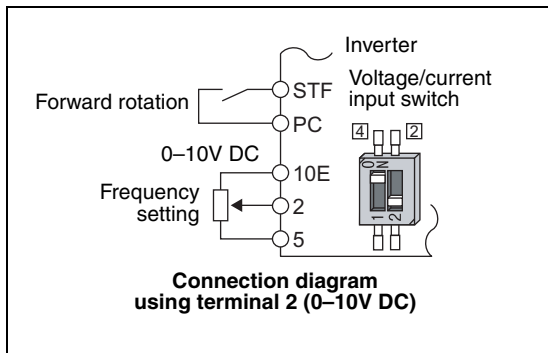 Inverter
Voltage/current
input switch
Forward rotation
STF
PC
4
2
0–10V DC
10E
Frequency
setting
2
5
ON
1
2
Connection diagram
using terminal 2 (0–10V DC)